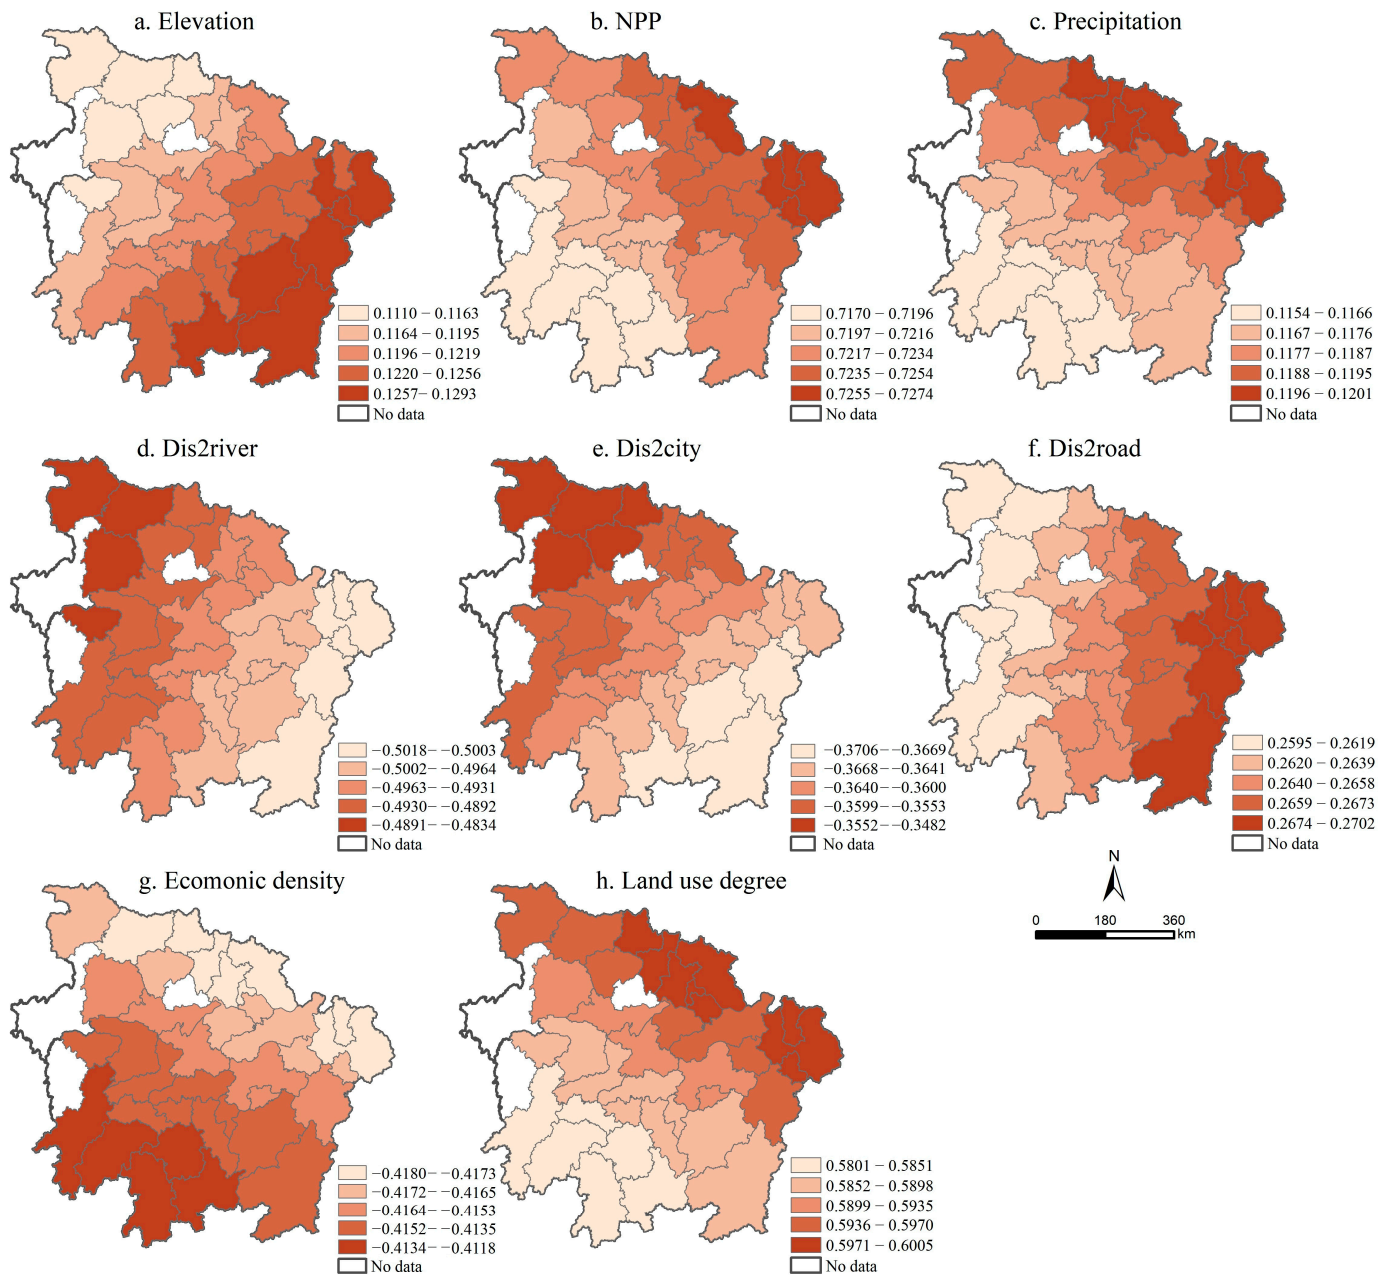 a. Elevation
b. NPP
c. Precipitation
0.1110 – 0.1163
0.1164 – 0.1195
0.1196 – 0.1219
0.1220 – 0.1256
0.1257– 0.1293
No data
0.7170 – 0.7196
0.7197 – 0.7216
0.7217 – 0.7234
0.7235 – 0.7254
0.7255 – 0.7274
No data
0.1154 – 0.1166
0.1167 – 0.1176
0.1177 – 0.1187
0.1188 – 0.1195
0.1196 – 0.1201
No data
d. Dis2river
e. Dis2city
f. Dis2road
−0.5018– −0.5003
−0.5002– −0.4964
−0.4963– −0.4931
−0.4930– −0.4892
−0.4891– −0.4834
No data
−0.3706– −0.3669
−0.3668– −0.3641
−0.3640– −0.3600
−0.3599– −0.3553
−0.3552– −0.3482
No data
0.2595 – 0.2619
0.2620 – 0.2639
0.2640 – 0.2658
0.2659 – 0.2673
0.2674 – 0.2702
No data
g. Ecomonic density
h. Land use degree
N
0 180 360
km
−0.4180– −0.4173
−0.4172– −0.4165
−0.4164– −0.4153
−0.4152– −0.4135
−0.4134– −0.4118
No data
0.5801 – 0.5851
0.5852 – 0.5898
0.5899 – 0.5935
0.5936 – 0.5970
0.5971 – 0.6005
No data